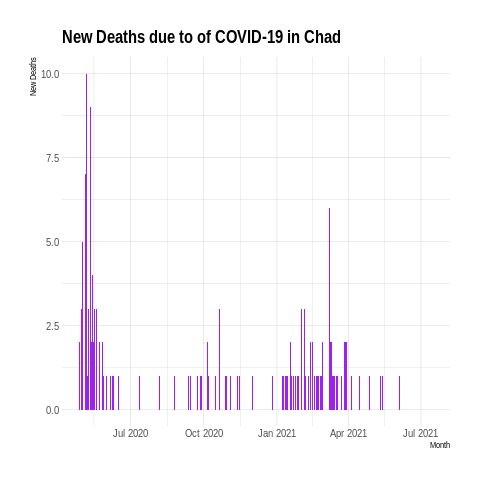 New Deaths due to of COVID-19 in Chad
New Deaths
10.0
7.5
5.0
2.5
0.0
Jul 2020 Oct 2020 Jan 2021 Apr 2021 Jul 2021
Month